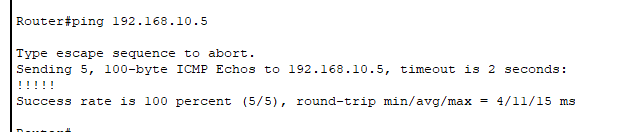 Router#ping 192.168.10.5
Type escape sequence to abort.
Sending 5, 100-byte ICMP Echos to 192.168.10.5, timeout is 2 seconds:
!!!!!
Success rate is 100 percent (5/5), round-trip min/avg/max = 4/11/15 ms